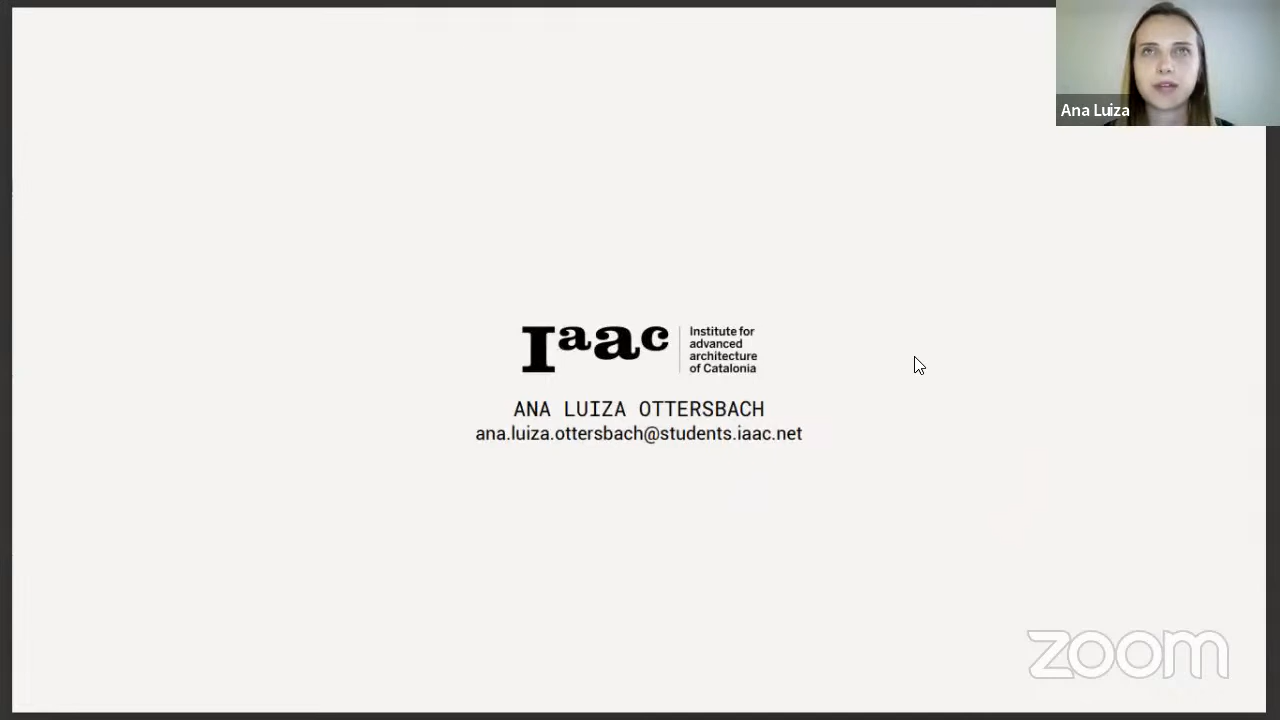 Ana Luiza
Iaac
Institute for
advanced
architecture
of Catalonia
ANA LUIZA OTTERSBACH
ana.luiza.ottersbach@students.iaac.net
zoom